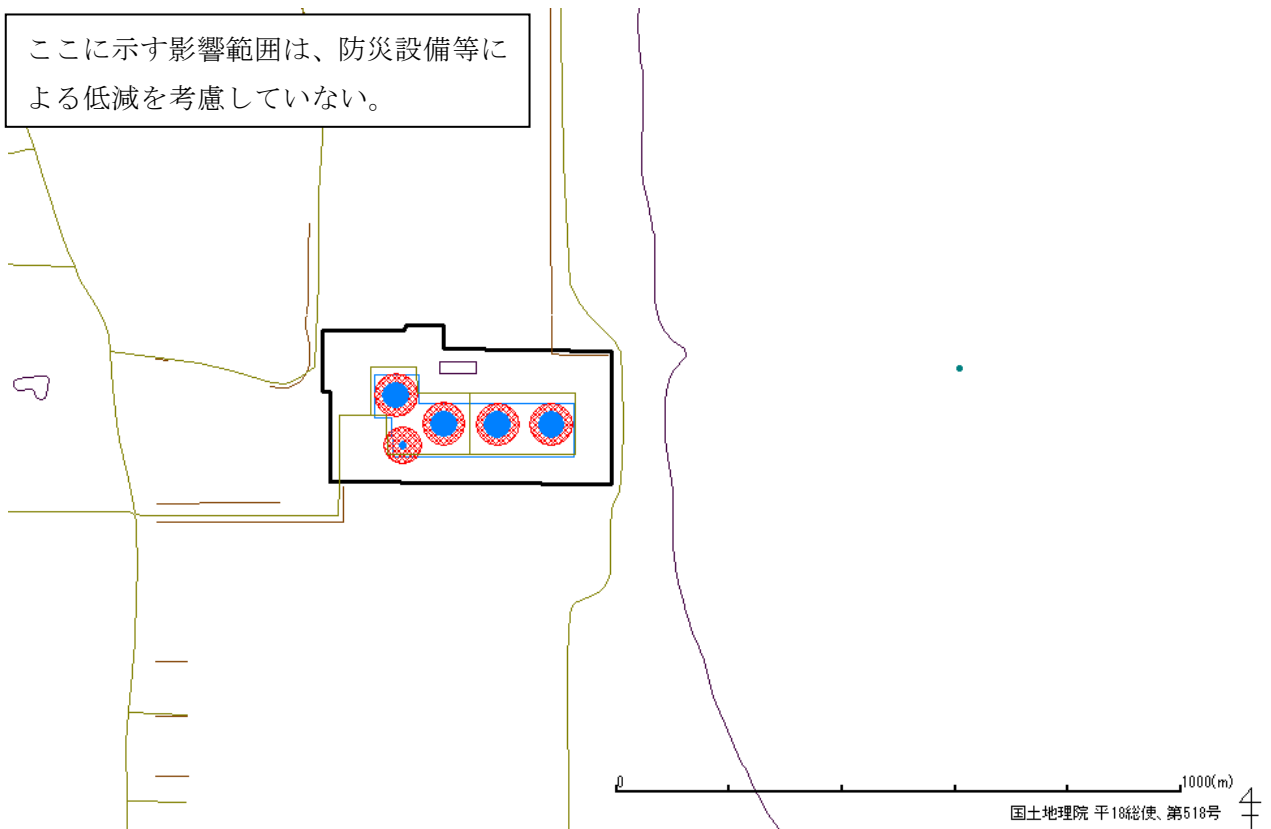 ここに示す影響範囲は、防災設備等に
よる低減を考慮していない。
0
1000(m)
国土地理院 平18総使、第518号